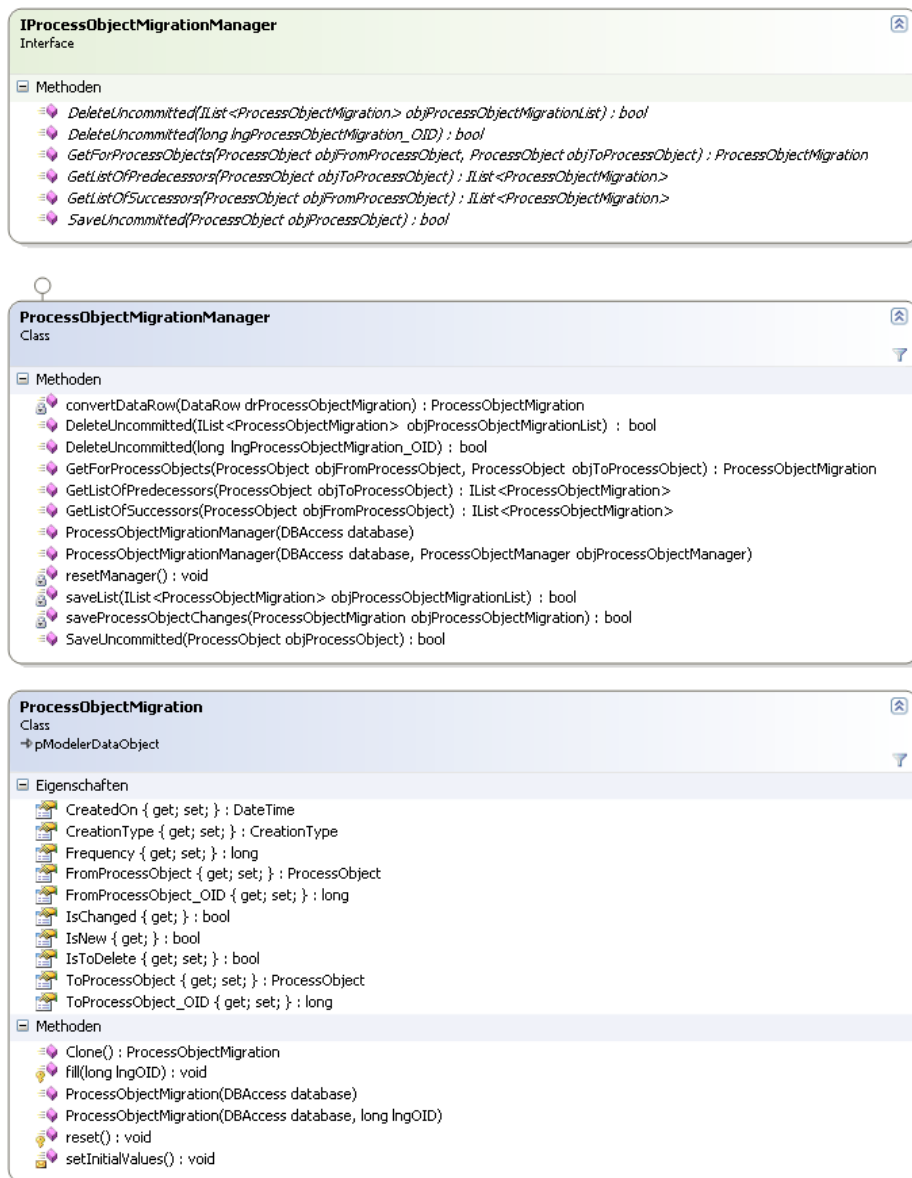 IProcessObjectMigrationManager
Interface
Methoden
DeleteUncommitted(IList<ProcessObjectMigration> objProcessObjectMigrationList) : bool
DeleteUncommitted(long lngProcessObjectMigration_OID) : bool
GetForProcessObjects(ProcessObject objFromProcessObject, ProcessObject objToProcessObject) : ProcessObjectMigration
GetListOfPredecessors(ProcessObject objToProcessObject) : IList<ProcessObjectMigration>
GetListOfSuccessors(ProcessObject objFromProcessObject) : IList<ProcessObjectMigration>
SaveUncommitted(ProcessObject objProcessObject) : bool
ProcessObjectMigrationManager
Class
Methoden
convertDataRow(DataRow drProcessObjectMigration) : ProcessObjectMigration
DeleteUncommitted(IList<ProcessObjectMigration> objProcessObjectMigrationList) : bool
DeleteUncommitted(long lngProcessObjectMigration_OID) : bool
GetForProcessObjects(ProcessObject objFromProcessObject, ProcessObject objToProcessObject) : ProcessObjectMigration
GetListOfPredecessors(ProcessObject objToProcessObject) : IList<ProcessObjectMigration>
GetListOfSuccessors(ProcessObject objFromProcessObject) : IList<ProcessObjectMigration>
ProcessObjectMigrationManager(DBAccess database)
ProcessObjectMigrationManager(DBAccess database, ProcessObjectManager objProcessObjectManager)
resetManager() : void
saveList(IList<ProcessObjectMigration> objProcessObjectMigrationList) : bool
saveProcessObjectChanges(ProcessObjectMigration objProcessObjectMigration) : bool
SaveUncommitted(ProcessObject objProcessObject) : bool
ProcessObjectMigration
Class
pModelerDataObject
Eigenschaften
CreatedOn { get; set; } : DateTime
CreationType { get; set; } : CreationType
Frequency { get; set; } : long
FromProcessObject { get; set; } : ProcessObject
FromProcessObject_OID { get; set; } : long
IsChanged { get; } : bool
IsNew { get; } : bool
IsToDelete { get; set; } : bool
ToProcessObject { get; set; } : ProcessObject
ToProcessObject_OID { get; set; } : long
Methoden
Clone() : ProcessObjectMigration
fill(long lngOID) : void
ProcessObjectMigration(DBAccess database)
ProcessObjectMigration(DBAccess database, long lngOID)
reset() : void
setInitialValues() : void